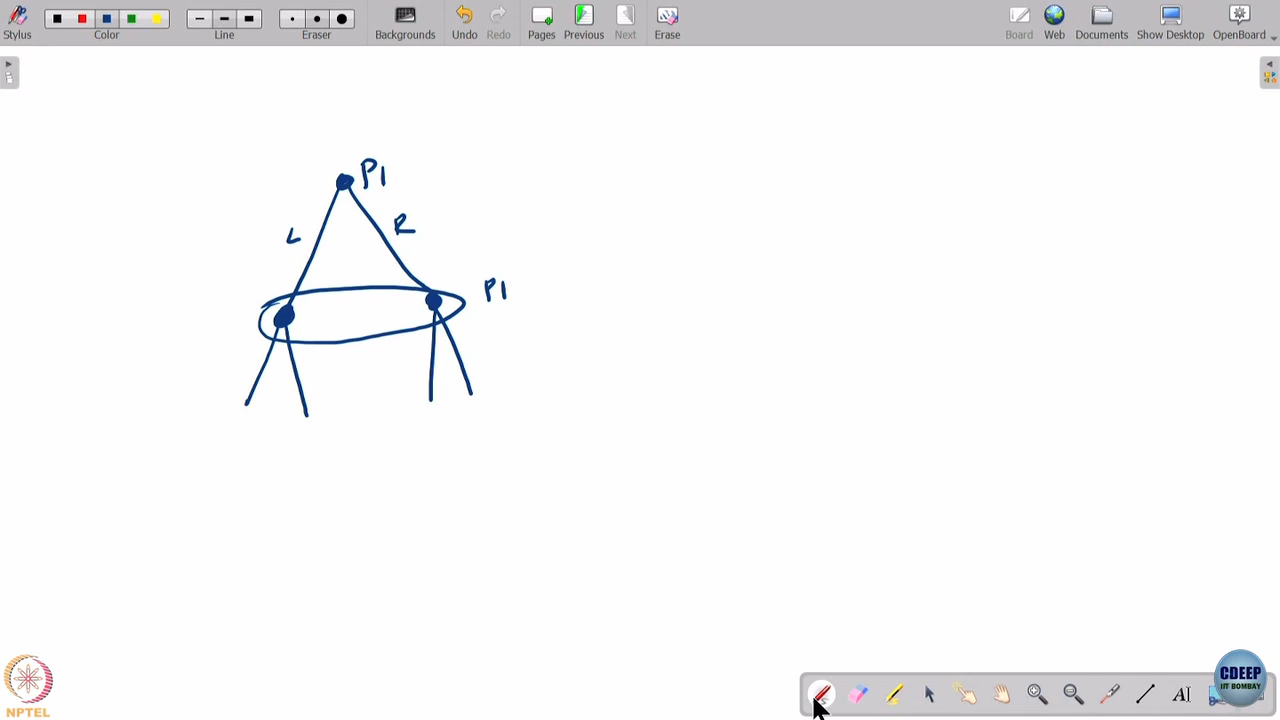 Stylus
Color
Line
Eraser
Backgrounds
Undo
Redo
Pages
Previous
Next
Erase
Board
Web
Documents
Show Desktop
OpenBoard
P1
L
R
P1
NPTEL
CDEEP
IIT BOMBAY